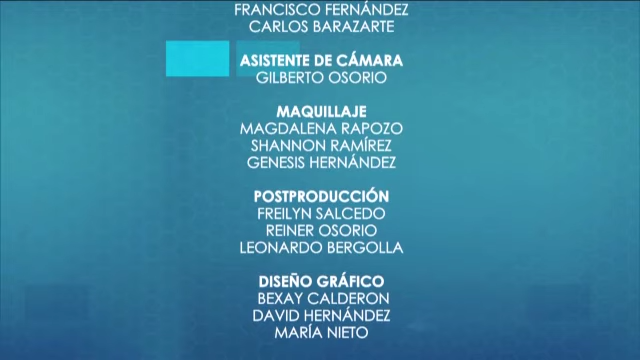 FRANCISCO FERNÁNDEZ
CARLOS BARAZARTE
ASISTENTE DE CÁMARA
GILBERTO OSORIO
MAQUILLAJE
MAGDALENA RAPOZO
SHANNON RAMÍREZ
GENESIS HERNÁNDEZ
POSTPRODUCCIÓN
FREILYN SALCEDO
REINER OSORIO
LEONARDO BERGOLLA
DISEÑO GRÁFICO
BEXAY CALDERON
DAVID HERNÁNDEZ
MARÍA NIETO